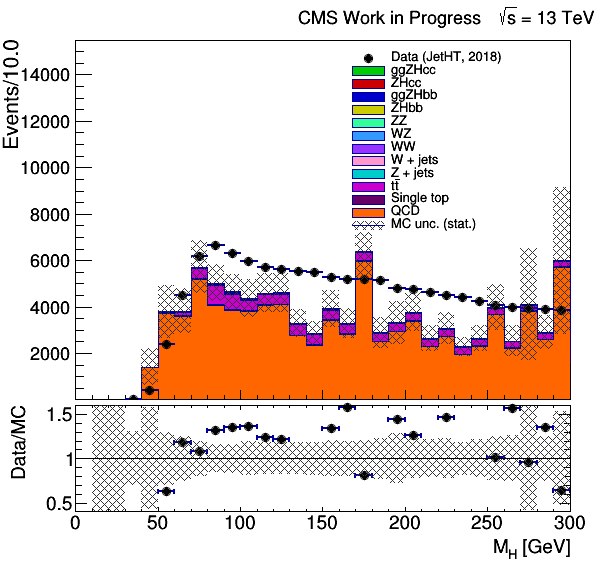 CMS Work in Progress √s = 13 TeV
Events/10.0
14000
12000
10000
8000
6000
4000
2000
Data (JetHT, 2018)
ggZHcc
ZHcc
ggZHbb
ZHbb
ZZ
WZ
WW
W + jets
Z + jets
tt̄
Single top
QCD
MC unc. (stat.)
Data/MC
1.5
1
0.5
0 50 100 150 200 250 300
M_H [GeV]